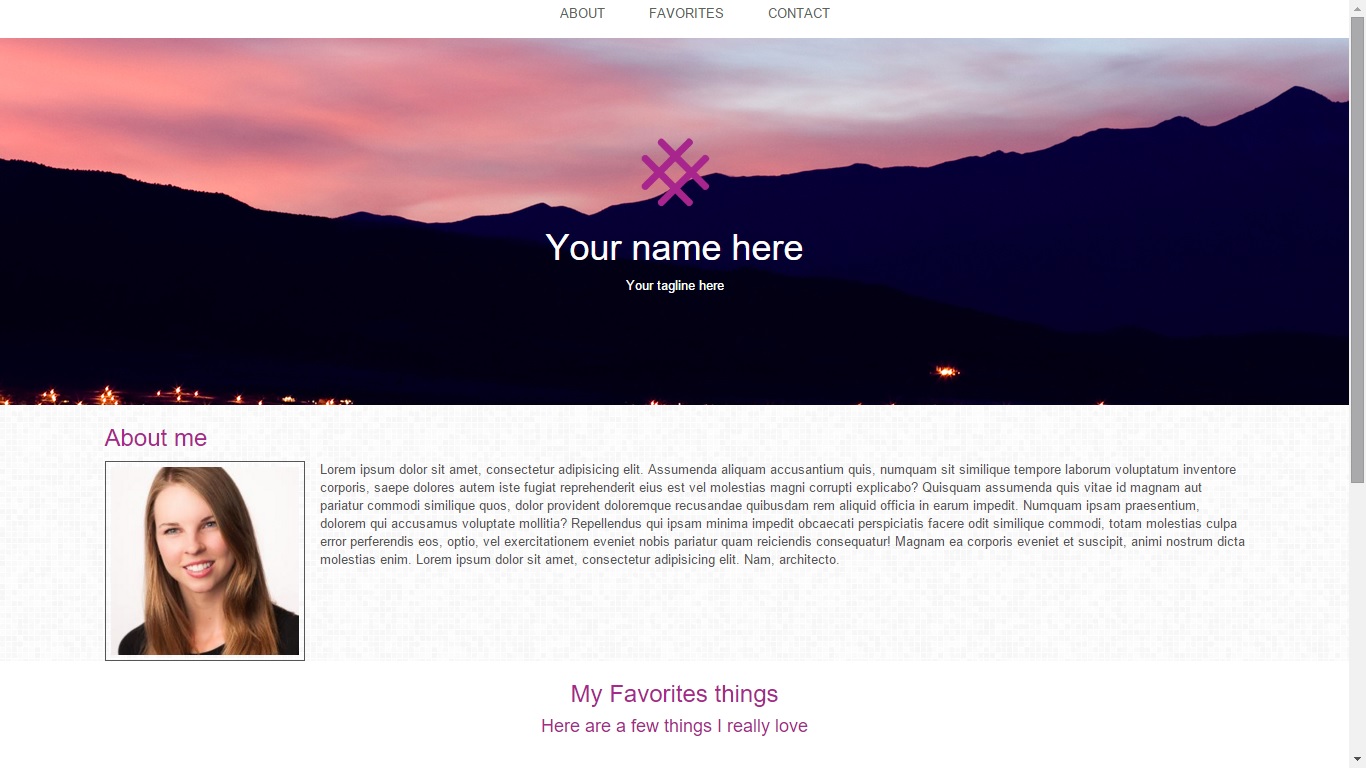 ABOUT FAVORITES CONTACT
Your name here
Your tagline here
About me
Lorem ipsum dolor sit amet, consectetur adipisicing elit. Assumenda aliquam accusantium quis, numquam sit similique tempore laborum voluptatum inventore
corporis, saepe dolores autem iste fugiat reprehenderit eius est vel molestias magni corrupti explicabo? Quisquam assumenda quis vitae id magnam aut
pariatur commodi similique quos, dolor provident doloremque recusandae quibusdam rem aliquid officia in earum impedit. Numquam ipsam praesentium,
dolorem qui accusamus voluptate mollitia? Repellendus qui ipsam minima impedit obcaecati perspiciatis facere odit similique commodi, totam molestias culpa
error perferendis eos, optio, vel exercitationem eveniet nobis pariatur quam reiciendis consequatur! Magnam ea corporis eveniet et suscipit, animi nostrum dicta
molestias enim. Lorem ipsum dolor sit amet, consectetur adipisicing elit. Nam, architecto.
My Favorites things
Here are a few things I really love